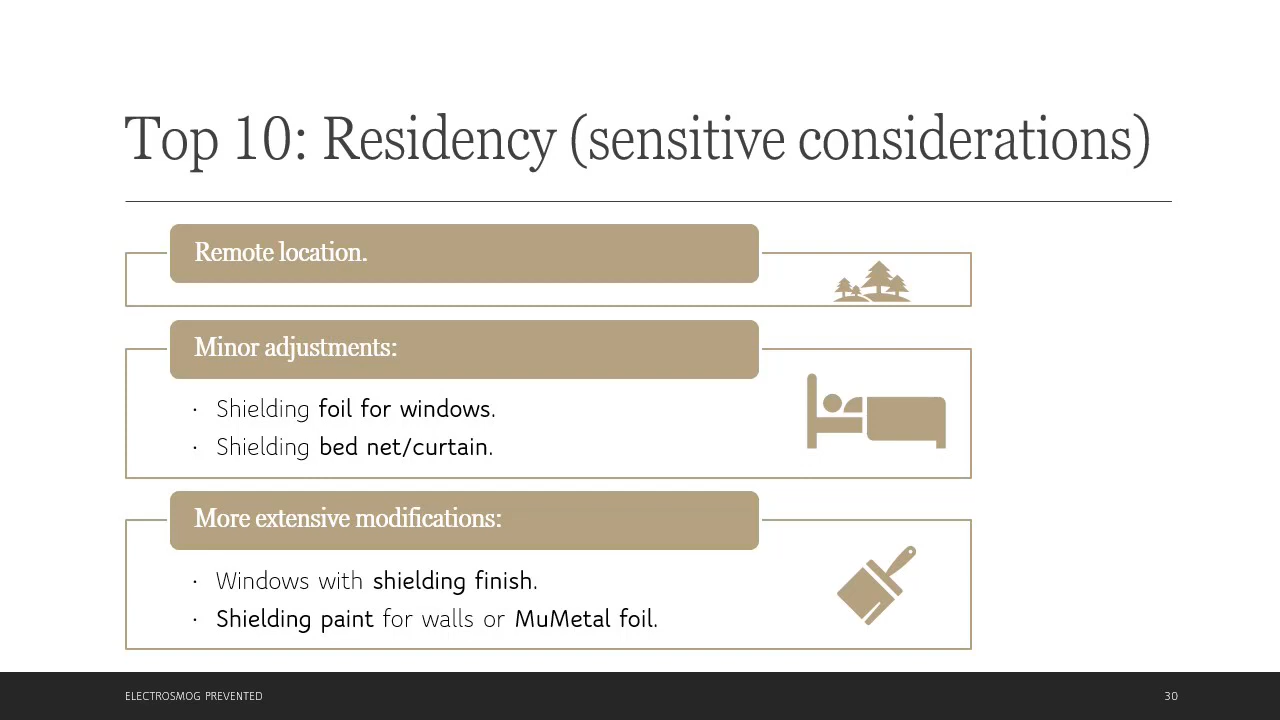 Top 10: Residency (sensitive considerations)
Remote location.
Minor adjustments:
· Shielding foil for windows.
· Shielding bed net/curtain.
More extensive modifications:
· Windows with shielding finish.
· Shielding paint for walls or MuMetal foil.
ELECTROSMOG PREVENTED
30